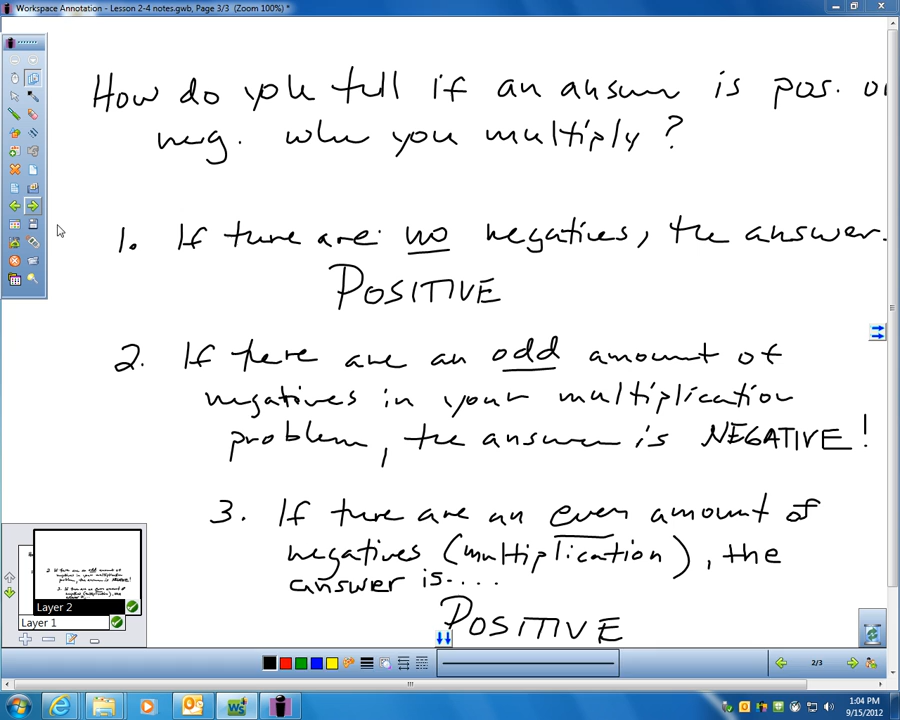 Workspace Annotation - Lesson 2-4 notes.gwb, Page 3/3 (Zoom 100%) *
How do you tell if an answer is pos. or
neg. when you multiply?
1. If there are no negatives, the answer.
POSITIVE
2. If there are an odd amount of
negatives in your multiplication
problem, the answer is NEGATIVE!
3. If there are an even amount of
negatives (multiplication), the
answer is....
POSITIVE
Layer 2
Layer 1
2/3
1:04 PM
9/15/2012